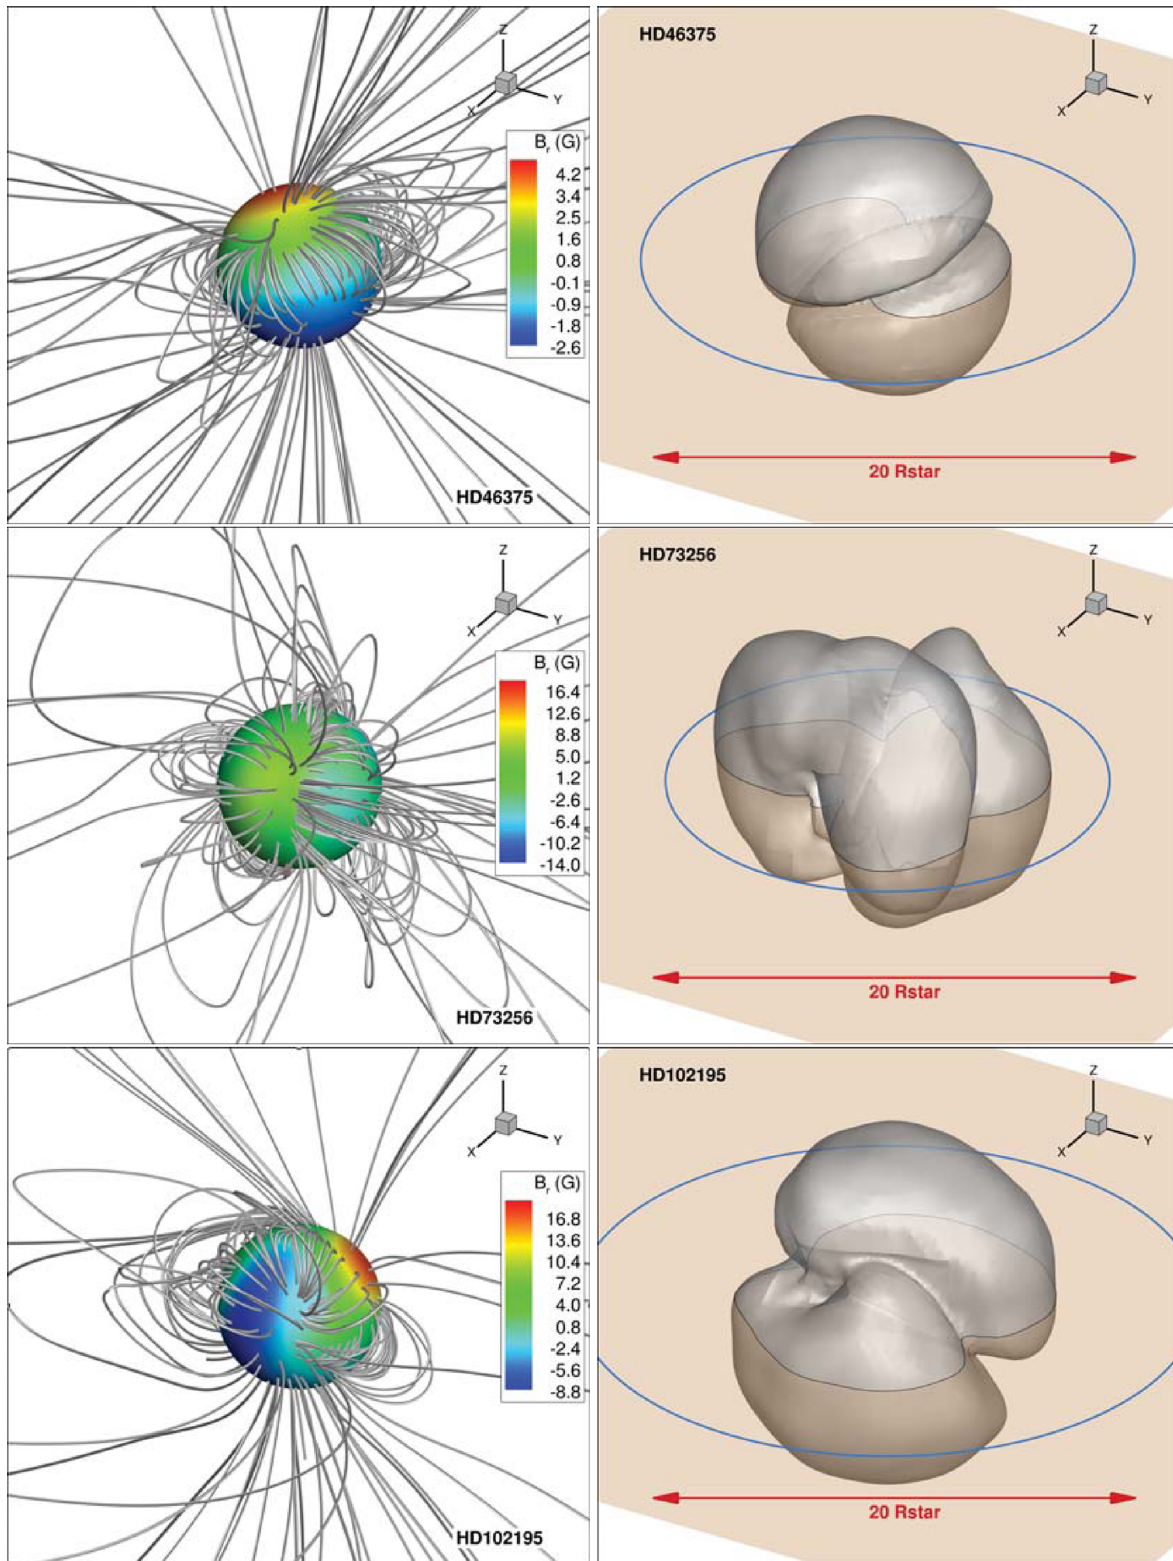 Z
X
Y
B_r (G)
4.2
3.4
2.5
1.6
0.8
-0.1
-0.9
-1.8
-2.6
HD46375
HD46375
Z
X
Y
20 Rstar
Z
X
Y
B_r (G)
16.4
12.6
8.8
5.0
1.2
-2.6
-6.4
-10.2
-14.0
HD73256
HD73256
Z
X
Y
20 Rstar
Z
X
Y
B_r (G)
16.8
13.6
10.4
7.2
4.0
0.8
-2.4
-5.6
-8.8
HD102195
HD102195
Z
X
Y
20 Rstar